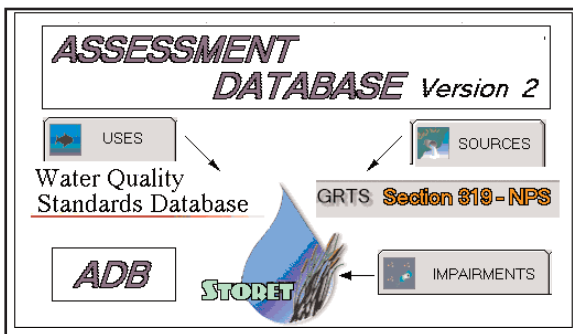 ASSESSMENT
DATABASE Version 2
USES
SOURCES
Water Quality
Standards Database
GRTS Section 319 - NPS
ADB
STORET
IMPAIRMENTS